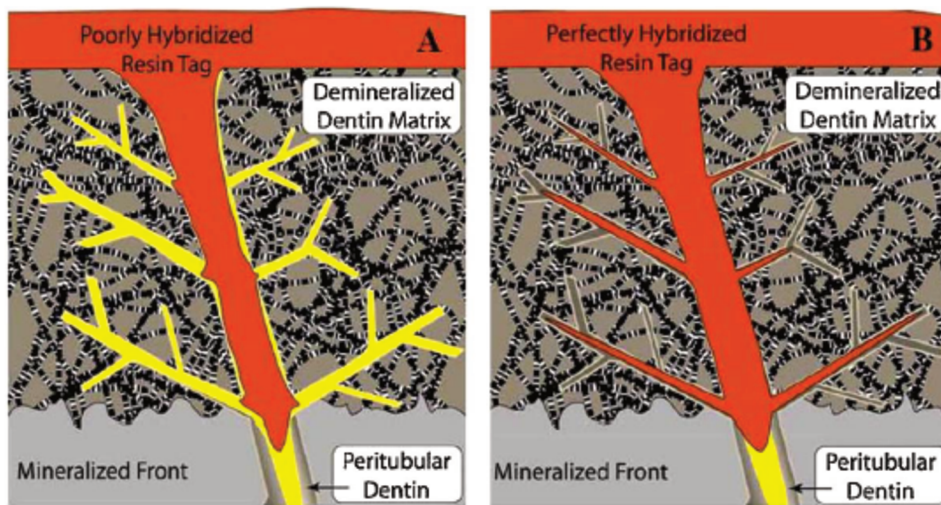 Poorly Hybridized
Resin Tag
A
Demineralized
Dentin Matrix
Mineralized Front
Peritubular
Dentin
Perfectly Hybridized
Resin Tag
B
Demineralized
Dentin Matrix
Mineralized Front
Peritubular
Dentin